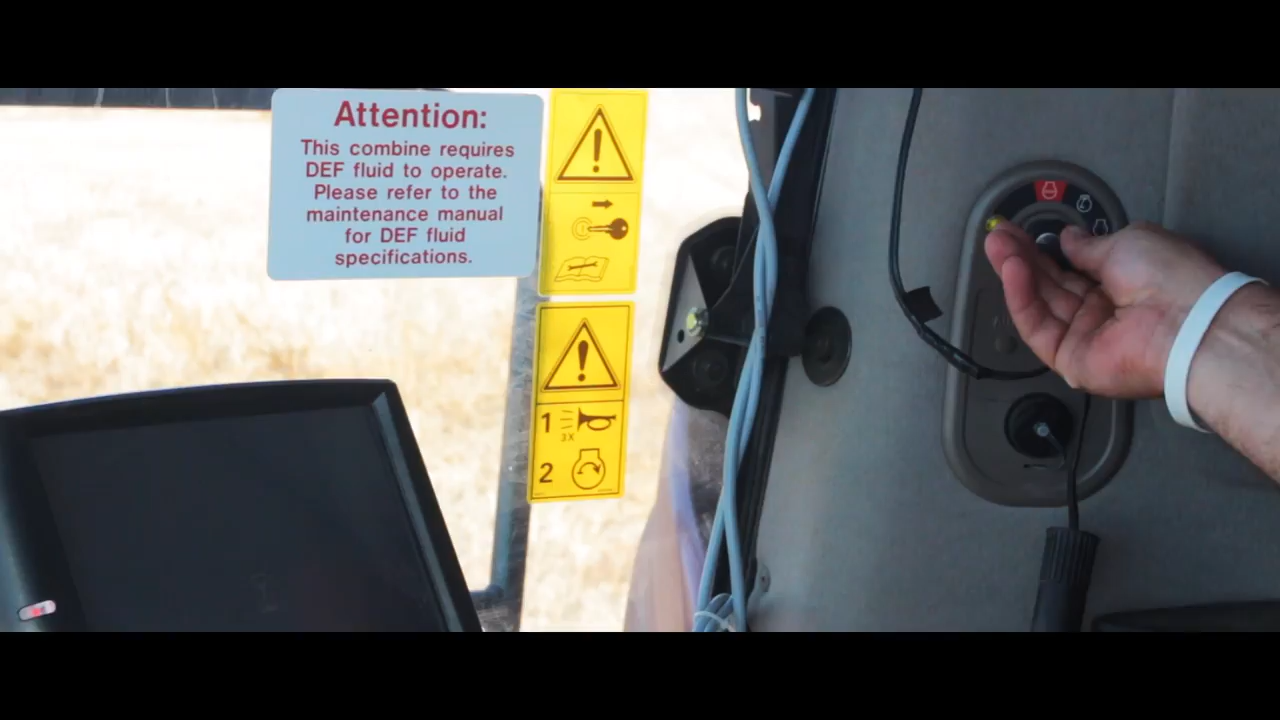 Attention:
This combine requires
DEF fluid to operate.
Please refer to the
maintenance manual
for DEF fluid
specifications.
1
3X
2